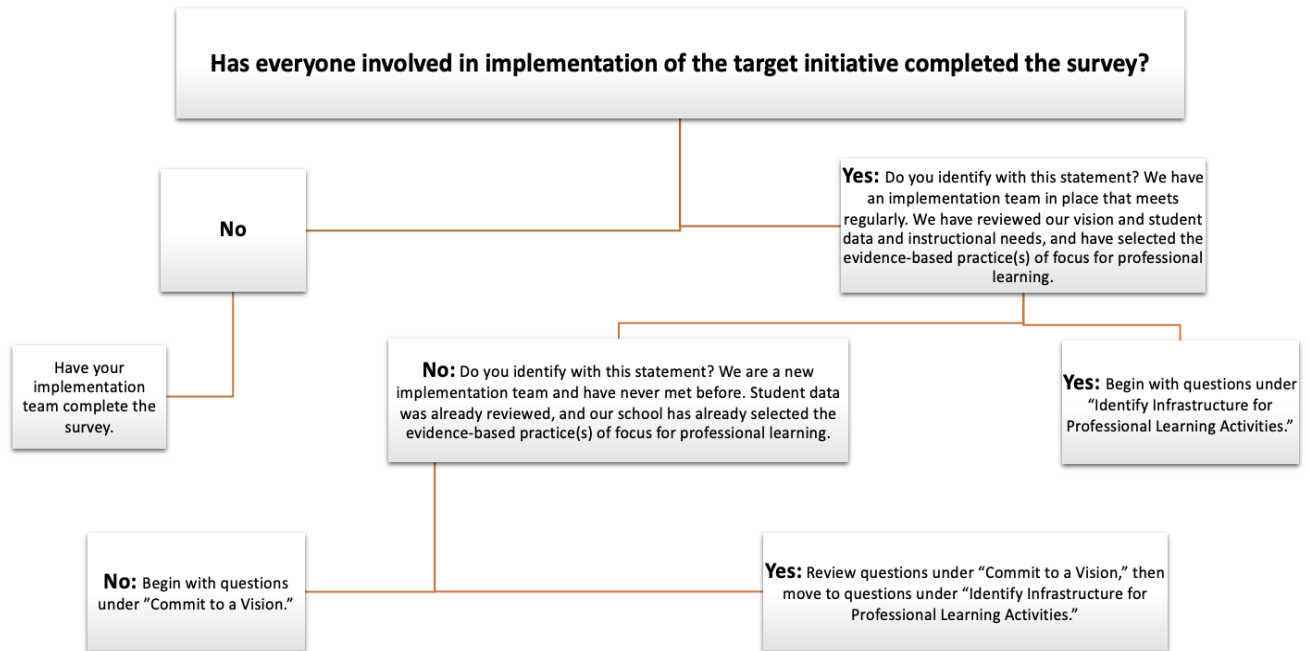 Has everyone involved in implementation of the target initiative completed the survey?
No
Yes: Do you identify with this statement? We have
an implementation team in place that meets
regularly. We have reviewed our vision and student
data and instructional needs, and have selected the
evidence-based practice(s) of focus for professional
learning.
Have your
implementation
team complete the
survey.
No: Do you identify with this statement? We are a new
implementation team and have never met before. Student data
was already reviewed, and our school has already selected the
evidence-based practice(s) of focus for professional learning.
Yes: Begin with questions under
“Identify Infrastructure for
Professional Learning Activities.”
No: Begin with questions
under ”Commit to a Vision.”
Yes: Review questions under “Commit to a Vision,” then
move to questions under “Identify Infrastructure for
Professional Learning Activities.”